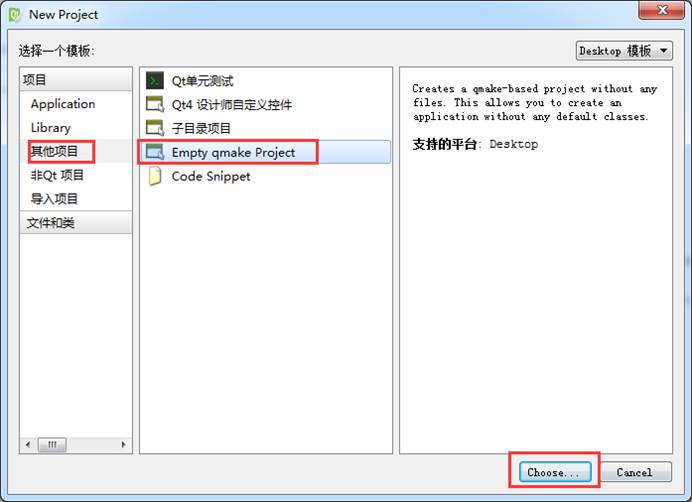 New Project
选择一个模板:
Desktop 模板
项目
Application
Library
其他项目
非Qt 项目
导入项目
文件和类
Qt单元测试
Qt4 设计师自定义控件
子目录项目
Empty qmake Project
Code Snippet
Creates a qmake-based project without any
files. This allows you to create an
application without any default classes.
支持的平台: Desktop
Choose...
Cancel